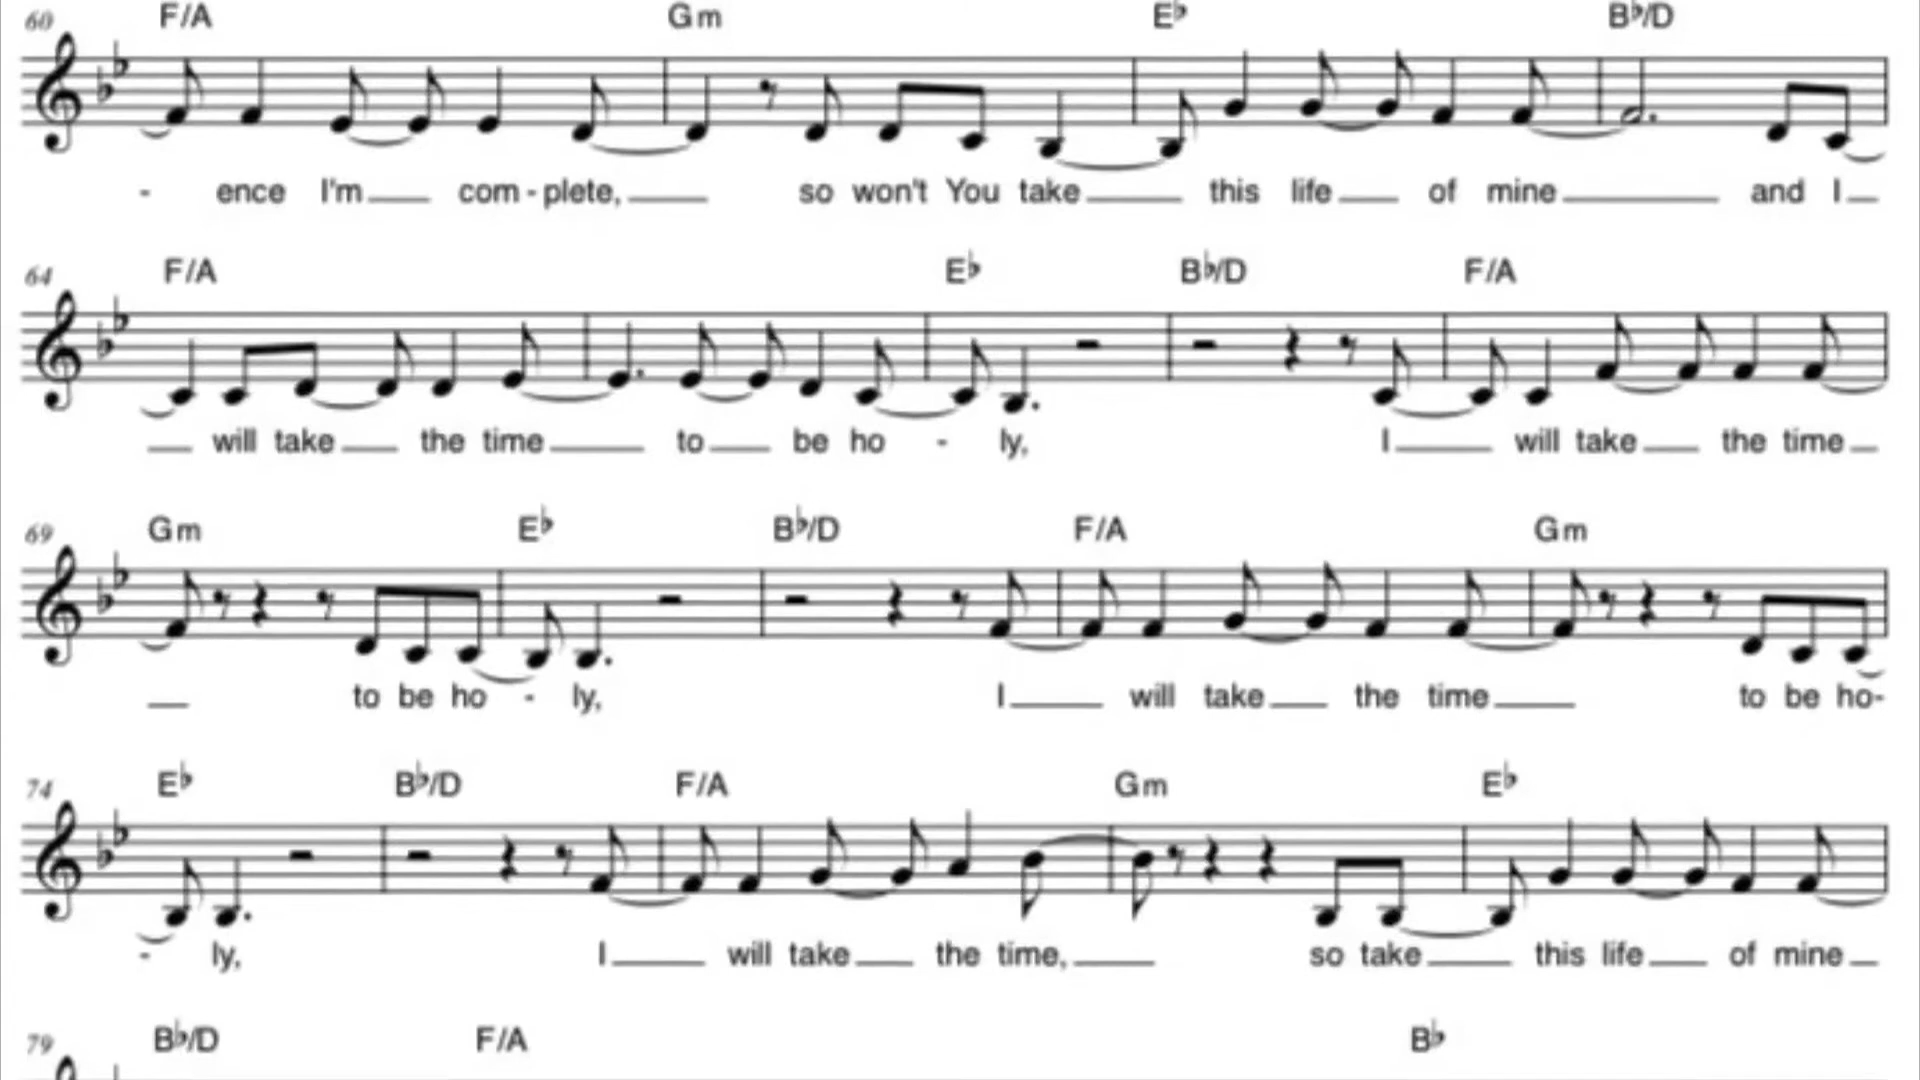 60 F/A Gm E♭ B♭/D
- ence I'm com - plete, so won't You take this life of mine and I
64 F/A E♭ B♭/D F/A
will take the time to be ho - ly, I will take the time
69 Gm E♭ B♭/D F/A Gm
to be ho - ly, I will take the time to be ho-
74 E♭ B♭/D F/A Gm E♭
- ly, I will take the time, so take this life of mine
79 B♭/D F/A B♭